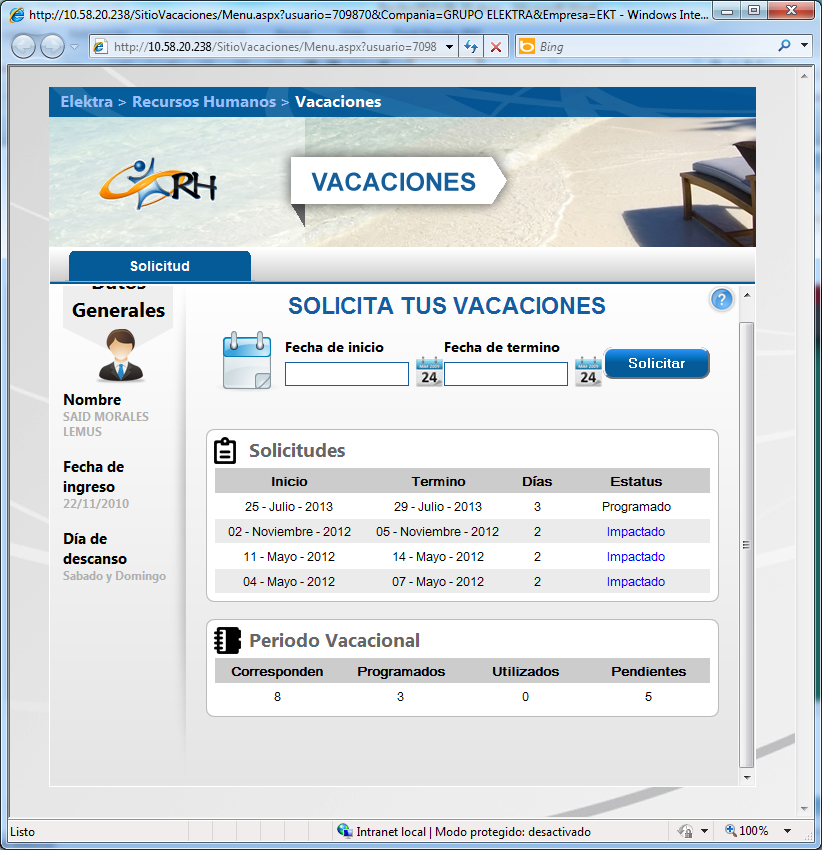 http://10.58.20.238/SitioVacaciones/Menu.aspx?usuario=709870&Compania=GRUPO ELEKTRA&Empresa=EKT - Windows Inte...
http://10.58.20.238/SitioVacaciones/Menu.aspx?usuario=7098
Bing
Elektra > Recursos Humanos > Vacaciones
RH
VACACIONES
Solicitud
Datos
Generales
Nombre
SAID MORALES
LEMUS
Fecha de
ingreso
22/11/2010
Día de
descanso
Sabado y Domingo
SOLICITA TUS VACACIONES
?
Fecha de inicio
24
Fecha de termino
24
Solicitar
Solicitudes
Inicio Termino Días Estatus
25 - Julio - 2013 29 - Julio - 2013 3 Programado
02 - Noviembre - 2012 05 - Noviembre - 2012 2 Impactado
11 - Mayo - 2012 14 - Mayo - 2012 2 Impactado
04 - Mayo - 2012 07 - Mayo - 2012 2 Impactado
Periodo Vacacional
Corresponden Programados Utilizados Pendientes
8 3 0 5
Listo
Intranet local | Modo protegido: desactivado
100%